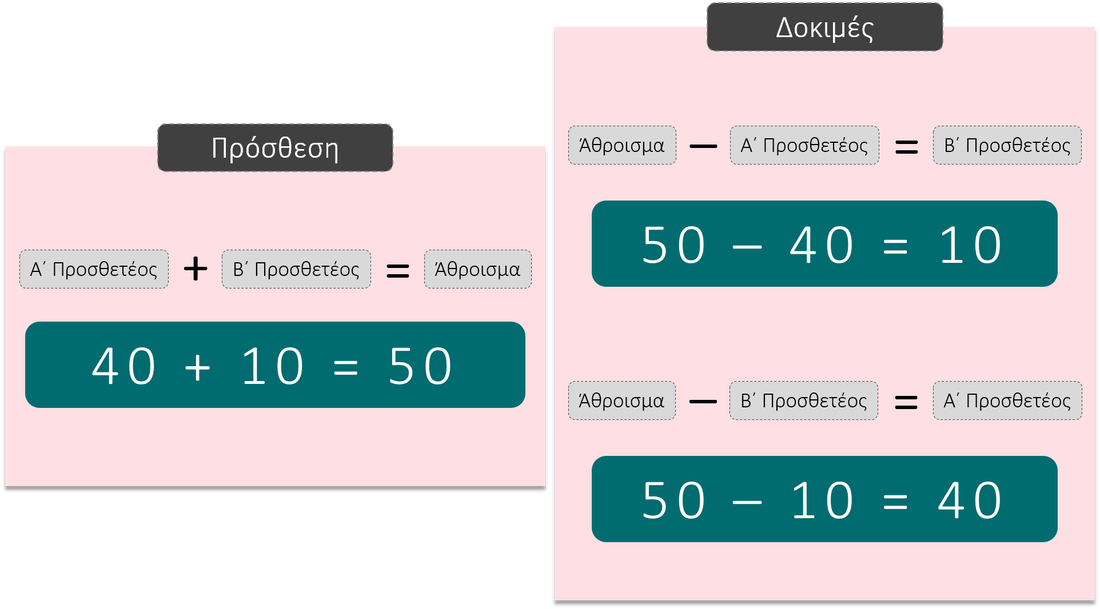 Πρόσθεση
Α΄ Προσθετέος + Β΄ Προσθετέος = Άθροισμα
40 + 10 = 50
Δοκιμές
Άθροισμα − Α΄ Προσθετέος = Β΄ Προσθετέος
50 − 40 = 10
Άθροισμα − Β΄ Προσθετέος = Α΄ Προσθετέος
50 − 10 = 40